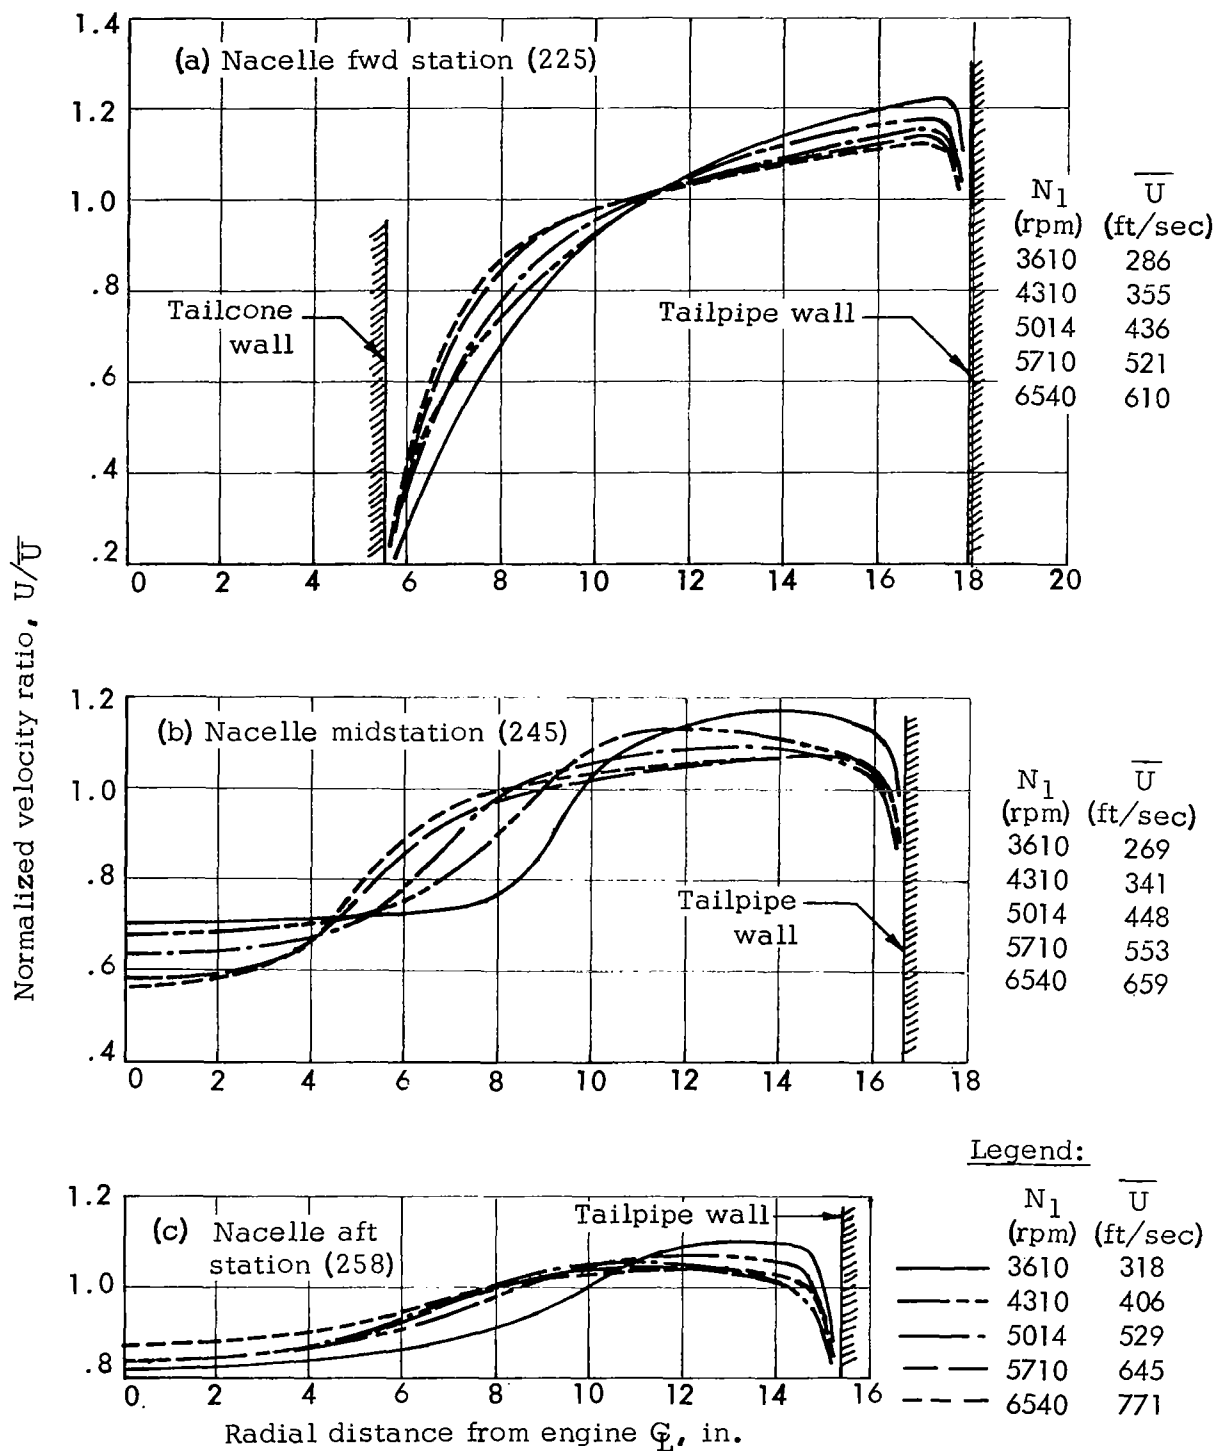 1.4
(a) Nacelle fwd station (225)
1.2
1.0
.8
.6
.4
.2
Tailcone
wall
Tailpipe wall
0 2 4 6 8 10 12 14 16 18 20
N1 U̅
(rpm) (ft/sec)
3610 286
4310 355
5014 436
5710 521
6540 610
Normalized velocity ratio, U/U̅
1.2
(b) Nacelle midstation (245)
1.0
.8
.6
.4
Tailpipe
wall
0 2 4 6 8 10 12 14 16 18
N1 U̅
(rpm) (ft/sec)
3610 269
4310 341
5014 448
5710 553
6540 659
1.2
(c) Nacelle aft
station (258)
1.0
.8
Tailpipe wall
0 2 4 6 8 10 12 14 16
Radial distance from engine ℄, in.
Legend:
N1 U̅
(rpm) (ft/sec)
3610 318
4310 406
5014 529
5710 645
6540 771